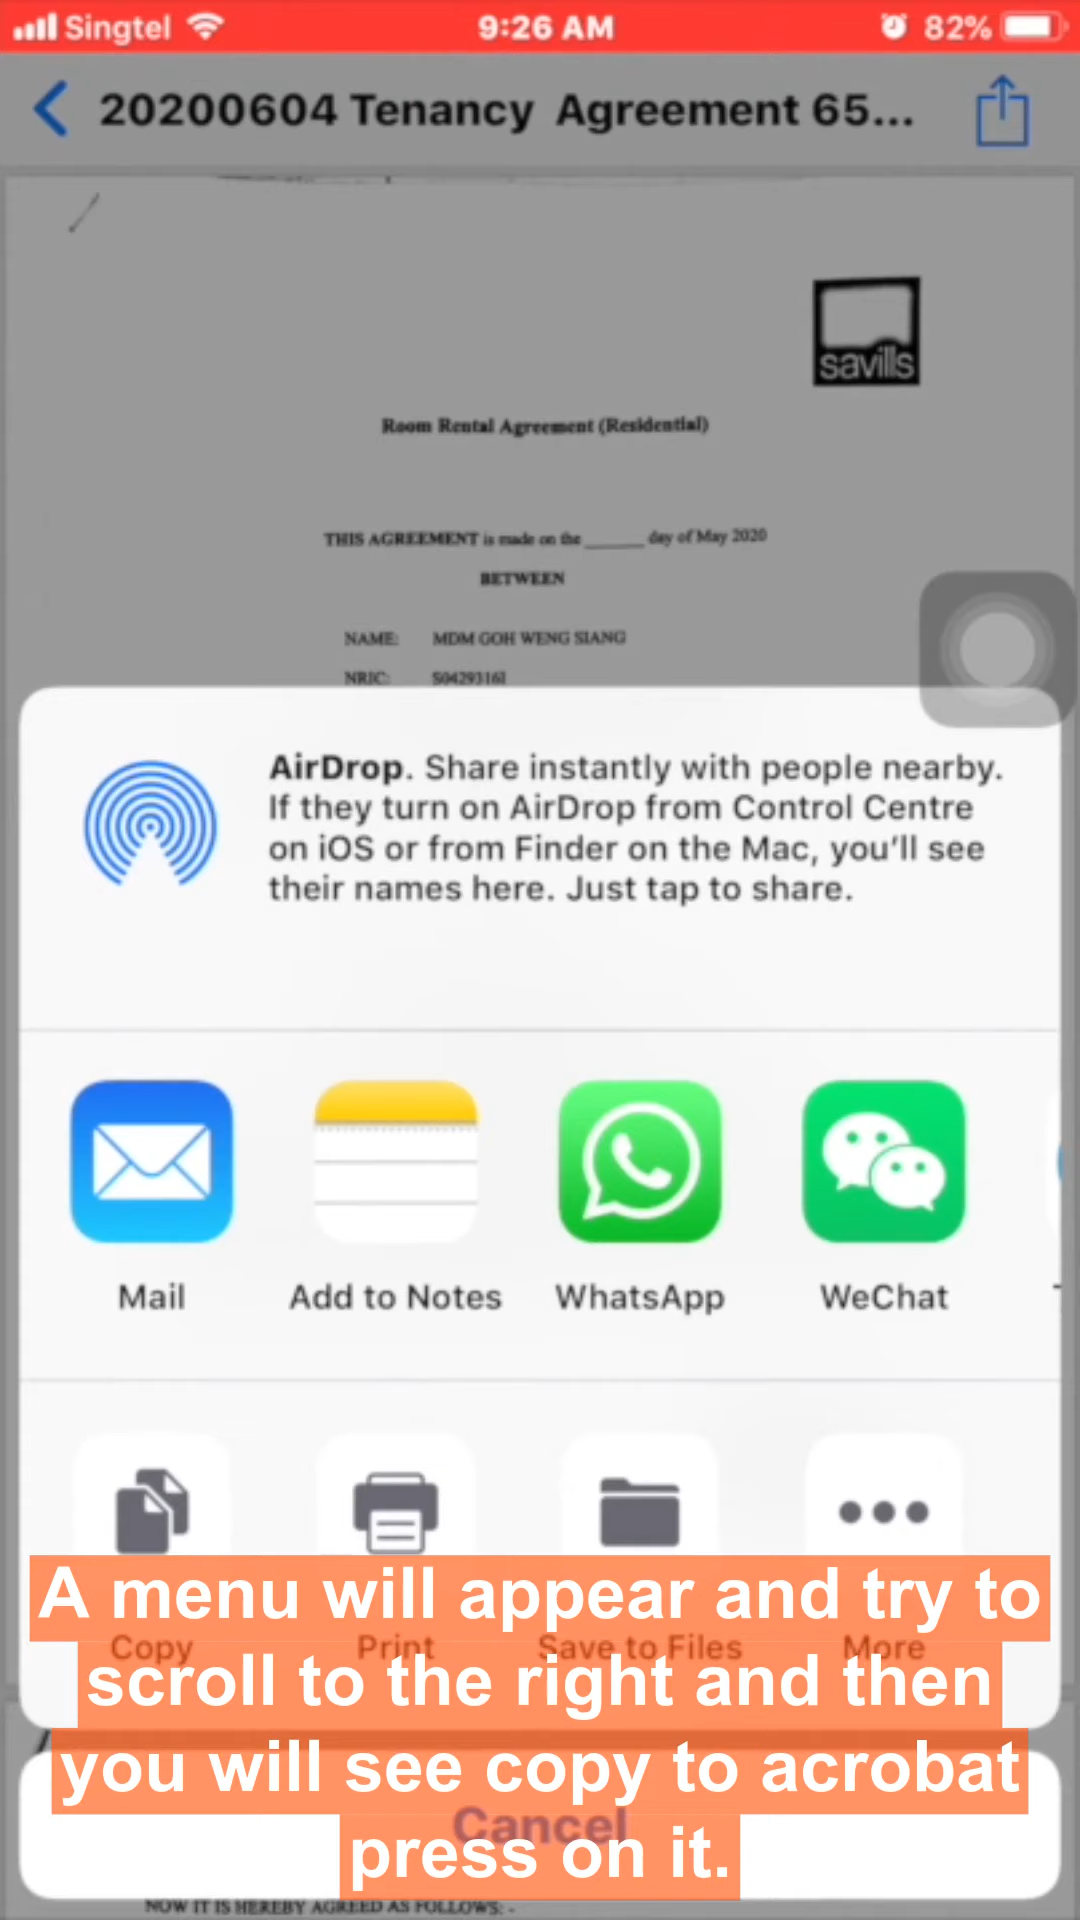 Singtel 9:26 AM 82%
20200604 Tenancy Agreement 65...
savills
Room Rental Agreement (Residential)
THIS AGREEMENT is made on the ______ day of May 2020
BETWEEN
NAME: MDM GOH WENG SIANG
NRIC: S0429316I
AirDrop. Share instantly with people nearby.
If they turn on AirDrop from Control Centre
on iOS or from Finder on the Mac, you'll see
their names here. Just tap to share.
Mail Add to Notes WhatsApp WeChat
Copy Print Save to Files More
Cancel
A menu will appear and try to
scroll to the right and then
you will see copy to acrobat
press on it.
NOW IT IS HEREBY AGREED AS FOLLOWS: -